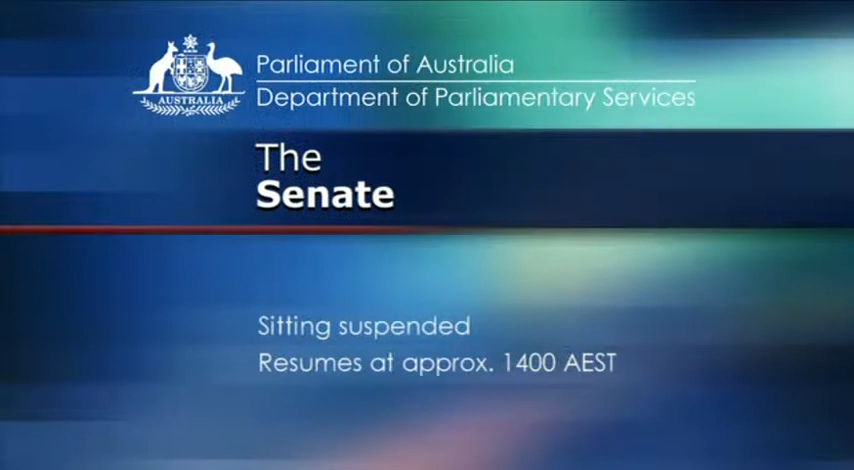 Parliament of Australia
Department of Parliamentary Services
AUSTRALIA
The
Senate
Sitting suspended
Resumes at approx. 1400 AEST